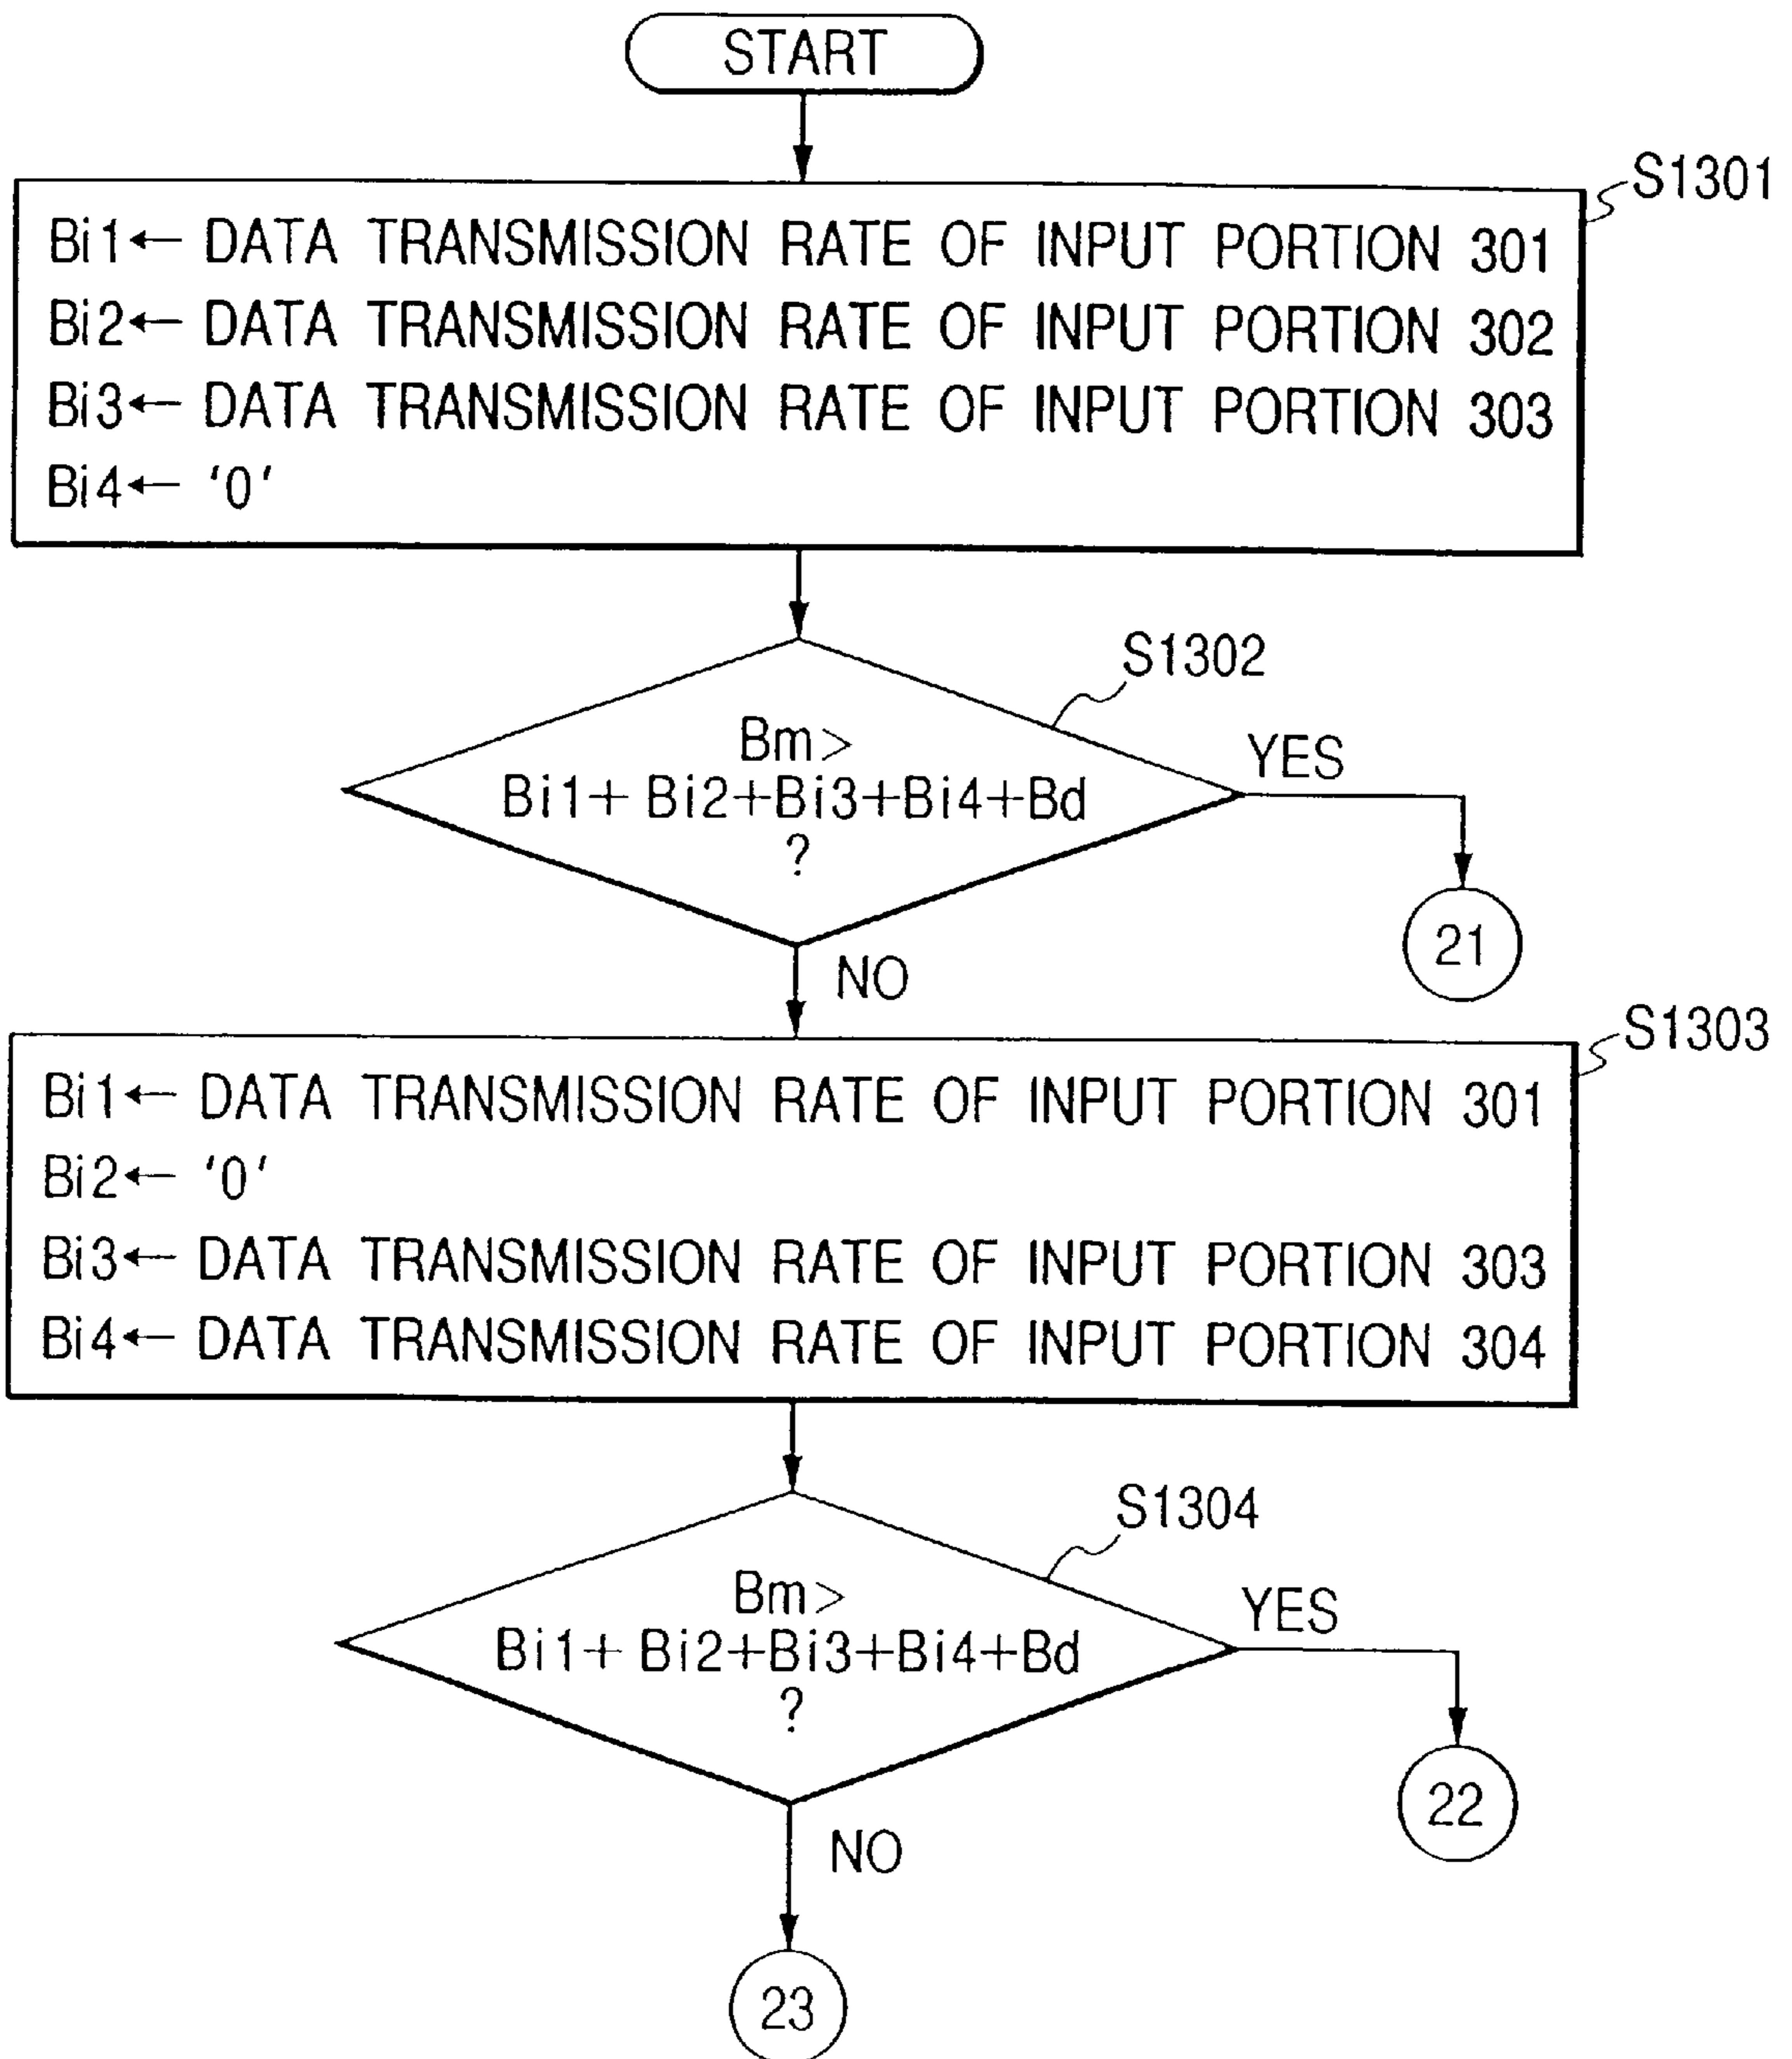 START
S1301
Bi1← DATA TRANSMISSION RATE OF INPUT PORTION 301
Bi2← DATA TRANSMISSION RATE OF INPUT PORTION 302
Bi3← DATA TRANSMISSION RATE OF INPUT PORTION 303
Bi4← ‘0’
S1302
Bm>
Bi1+ Bi2+Bi3+Bi4+Bd
?
YES
21
NO
S1303
Bi1← DATA TRANSMISSION RATE OF INPUT PORTION 301
Bi2← ‘0’
Bi3← DATA TRANSMISSION RATE OF INPUT PORTION 303
Bi4← DATA TRANSMISSION RATE OF INPUT PORTION 304
S1304
Bm>
Bi1+ Bi2+Bi3+Bi4+Bd
?
YES
22
NO
23